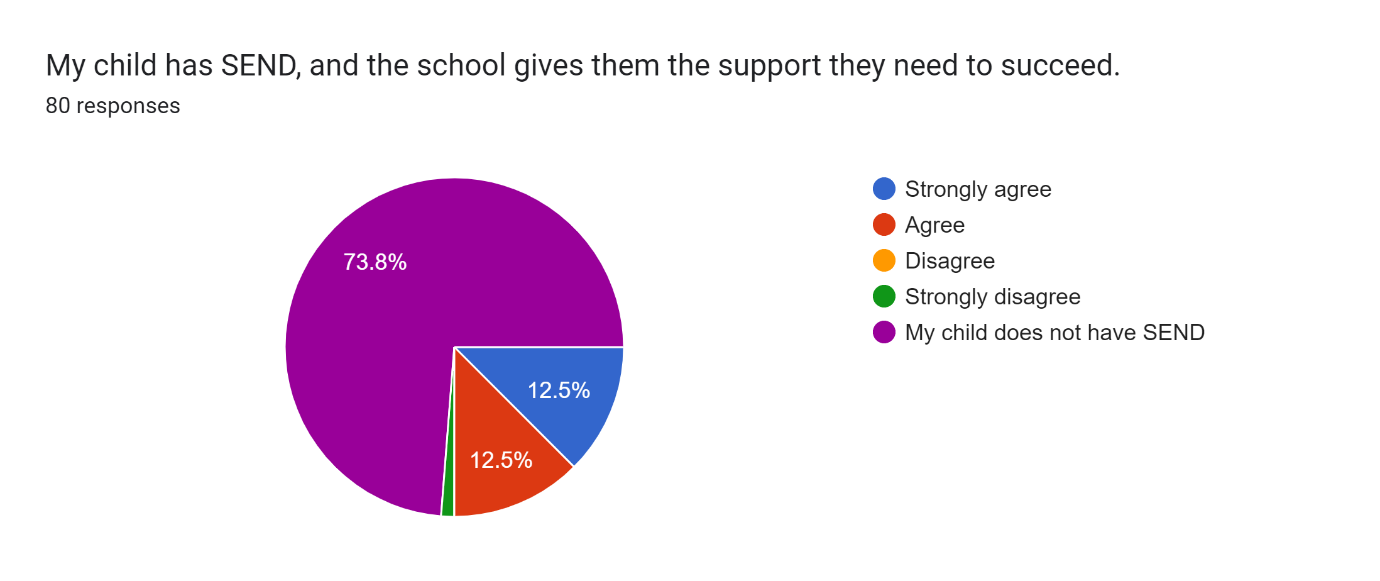 My child has SEND, and the school gives them the support they need to succeed.
80 responses
73.8%
12.5%
12.5%
Strongly agree
Agree
Disagree
Strongly disagree
My child does not have SEND